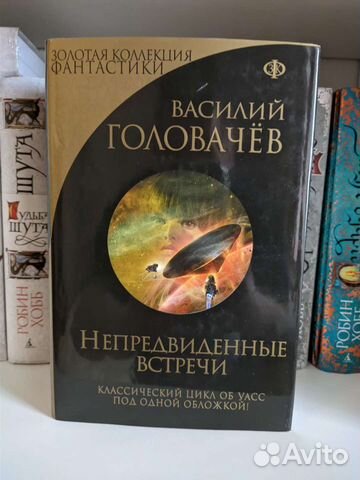 ЗОЛОТАЯ КОЛЛЕКЦИЯ
ФАНТАСТИКИ
ВАСИЛИЙ
ГОЛОВАЧЁВ
НЕПРЕДВИДЕННЫЕ
ВСТРЕЧИ
КЛАССИЧЕСКИЙ ЦИКЛ ОБ УАСС
ПОД ОДНОЙ ОБЛОЖКОЙ!
ШУТА
СУДЬБА
ШУТА
РОБИН
ХОББ
РОБИН
ХОББ
Avito